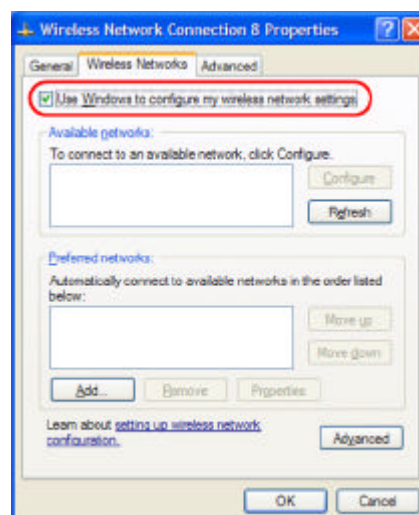 Wireless Network Connection 8 Properties
General
Wireless Networks
Advanced
Use Windows to configure my wireless network settings
Available networks:
To connect to an available network, click Configure.
Configure
Refresh
Preferred networks:
Automatically connect to available networks in the order listed
below:
Move up
Move down
Add...
Remove
Properties
Learn about setting up wireless network
configuration.
Advanced
OK
Cancel